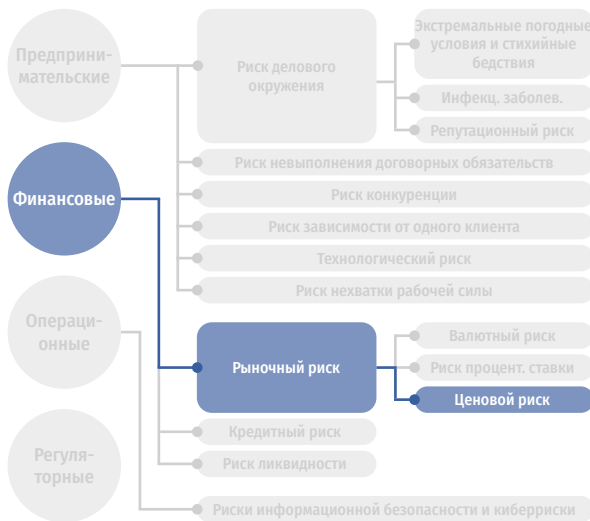 Предприни-
мательские
Риск делового
окружения
Экстремальные погодные
условия и стихийные
бедствия
Инфекц. заболев.
Репутационный риск
Риск невыполнения договорных обязательств
Риск конкуренции
Риск зависимости от одного клиента
Технологический риск
Риск нехватки рабочей силы
Финансовые
Рыночный риск
Валютный риск
Риск процент. ставки
Ценовой риск
Кредитный риск
Риск ликвидности
Операци-
онные
Риски информационной безопасности и киберриски
Регуля-
торные